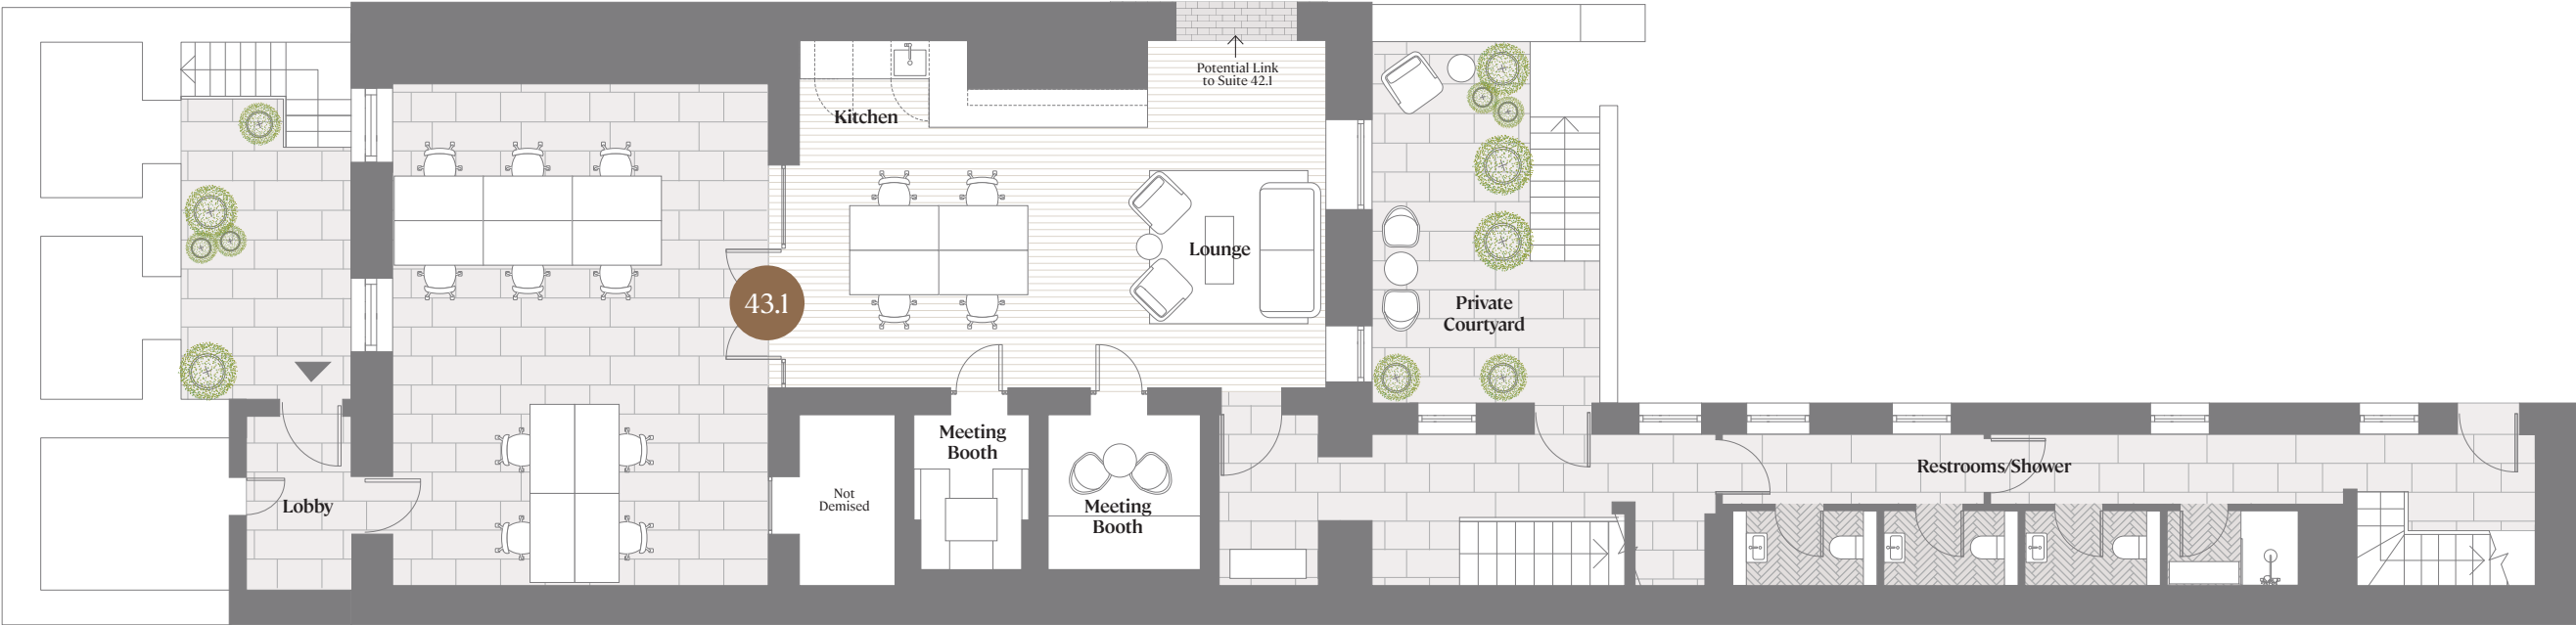 Potential Link
to Suite 42.1
Kitchen
Lounge
43.1
Private
Courtyard
Meeting
Booth
Restrooms/Shower
Not
Demised
Lobby
Meeting
Booth